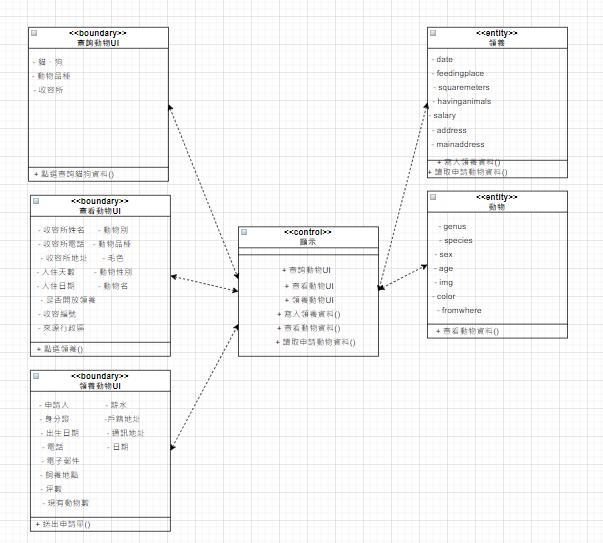 <<boundary>>
查詢動物UI
- 貓、狗
- 動物品種
- 收容所
+ 點選查詢貓狗資料()
<<boundary>>
查看動物UI
- 收容所姓名 - 動物別
- 收容所電話 - 動物品種
- 收容所地址 - 毛色
- 入住天數 - 動物性別
- 入住日期 - 動物名
- 是否開放領養
- 收容編號
- 來源行政區
+ 點選領養()
<<boundary>>
領養動物UI
- 申請人 - 薪水
- 身分證 -戶籍地址
- 出生日期 - 通訊地址
- 電話 - 日期
- 電子郵件
- 飼養地點
- 坪數
- 現有動物數
+ 送出申請單()
<<control>>
顯示
+ 查詢動物UI
+ 查看動物UI
+ 領養動物UI
+ 寫入領養資料()
+ 查看動物資料()
+ 讀取申請動物資料()
<<entity>>
領養
- date
- feedingplace
- squaremeters
- havinganimals
- salary
- address
- mainaddress
+ 寫入領養資料()
+ 讀取申請動物資料()
<<entity>>
動物
- genus
- species
- sex
- age
- img
- color
- fromwhere
+ 查看動物資料()